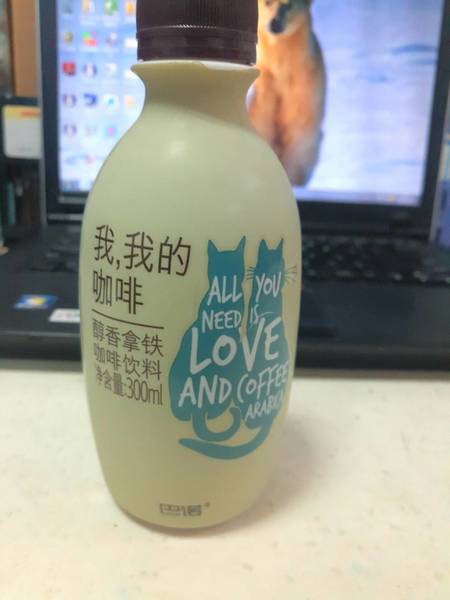 我,我的
咖啡
醇香拿铁
咖啡饮料
净含量:300ml
ALL YOU
NEED IS
LOVE
AND COFFEE
ARABICA